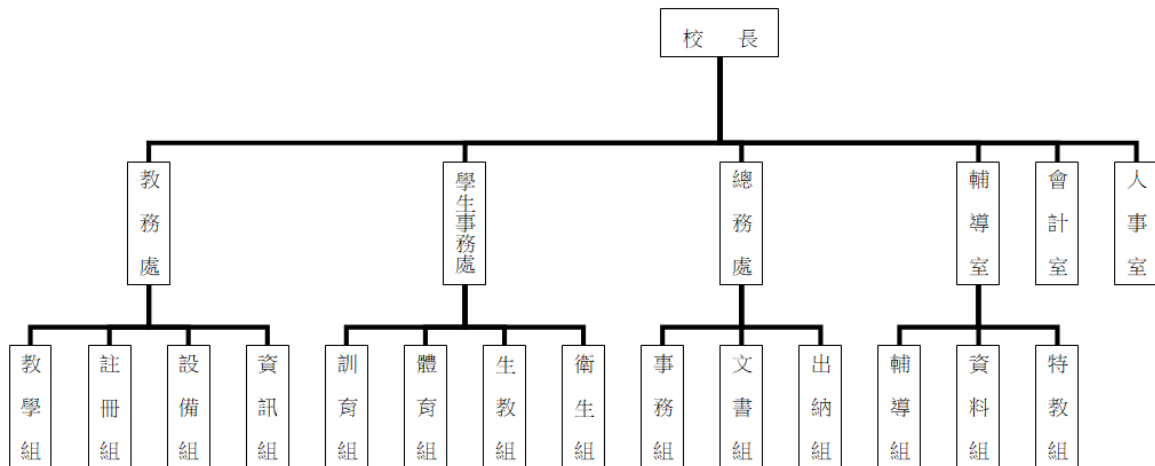 校長
教務處
學生事務處
總務處
輔導室
會計室
人事室
教學組
註冊組
設備組
資訊組
訓育組
體育組
生教組
衛生組
事務組
文書組
出納組
輔導組
資料組
特教組